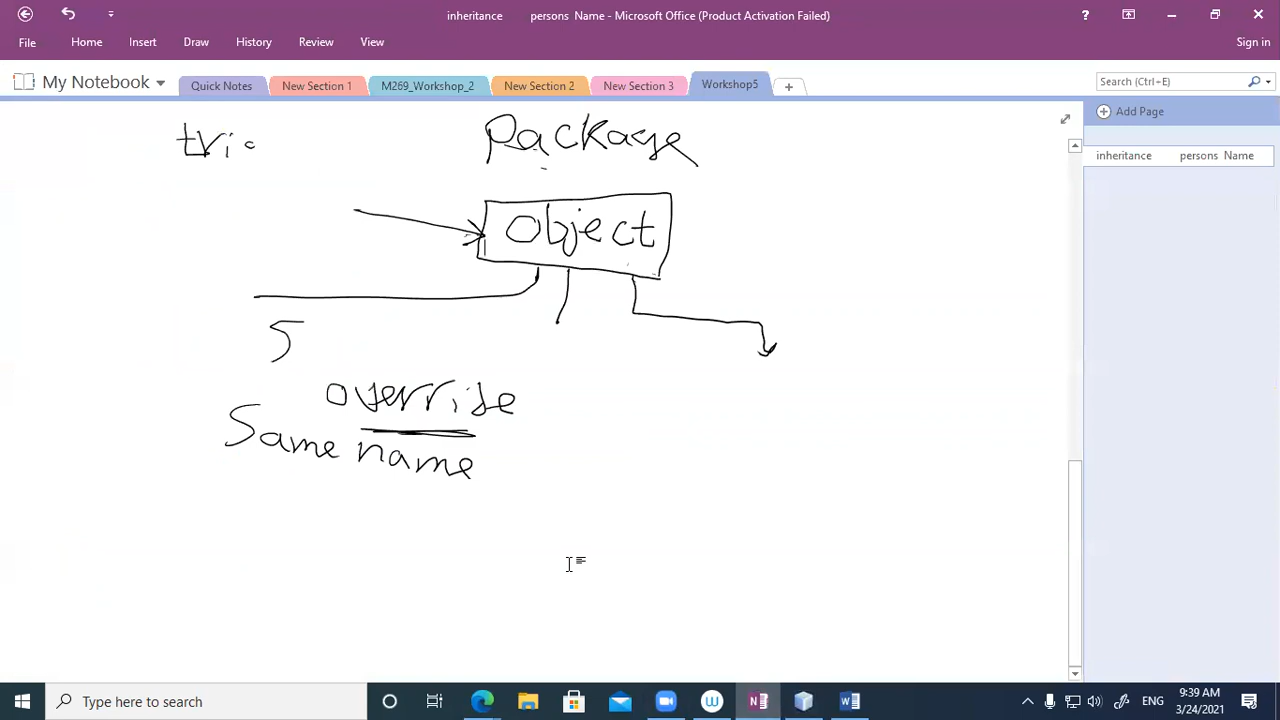 inheritance persons Name - Microsoft Office (Product Activation Failed)
File Home Insert Draw History Review View Sign in
My Notebook Quick Notes New Section 1 M269_Workshop_2 New Section 2 New Section 3 Workshop5 Search (Ctrl+E)
Add Page
inheritance persons Name
Package
Object
override
Same name
Type here to search
ENG
9:39 AM
3/24/2021